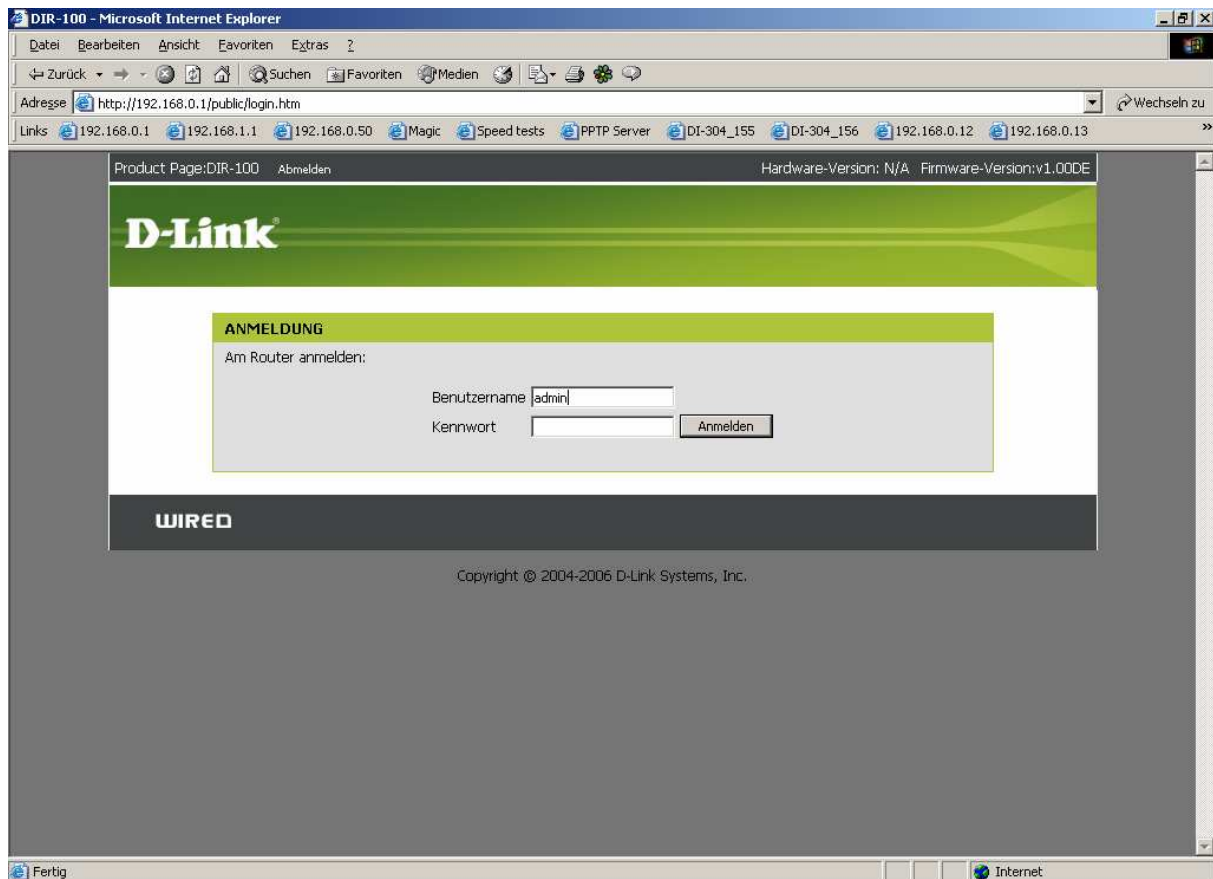 DIR-100 - Microsoft Internet Explorer
Datei Bearbeiten Ansicht Favoriten Extras ?
Zurück Suchen Favoriten Medien
Adresse http://192.168.0.1/public/login.htm Wechseln zu
Links 192.168.0.1 192.168.1.1 192.168.0.50 Magic Speed tests PPTP Server DI-304_155 DI-304_156 192.168.0.12 192.168.0.13 »
Product Page:DIR-100 Abmelden Hardware-Version: N/A Firmware-Version:v1.00DE
D-Link®
ANMELDUNG
Am Router anmelden:
Benutzername admin
Kennwort Anmelden
WIRED
Copyright © 2004-2006 D-Link Systems, Inc.
Fertig Internet